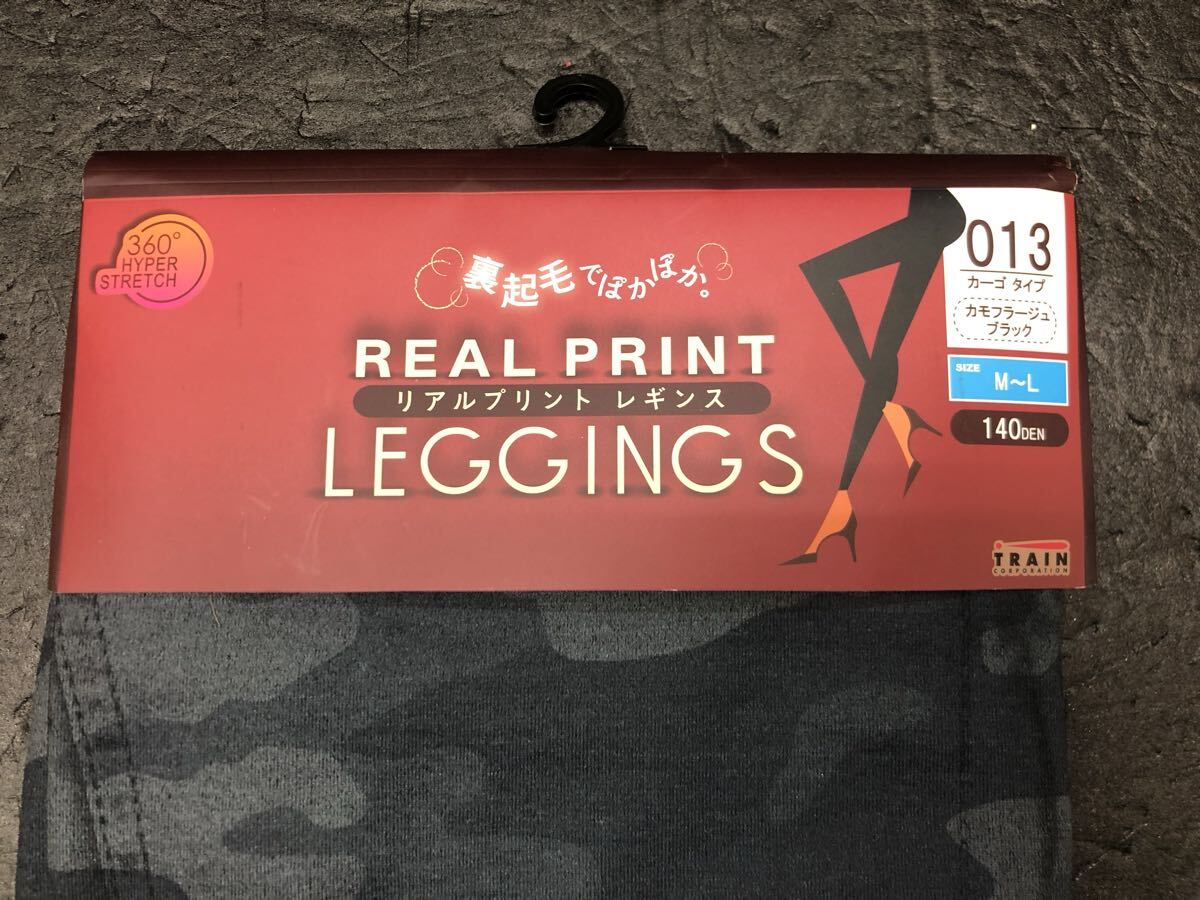 360°
HYPER
STRETCH
裏起毛でぽかぽか。
REAL PRINT
リアルプリント レギンス
LEGGINGS
013
カーゴ タイプ
カモフラージュ
ブラック
SIZE M～L
140DEN
TRAIN
CORPORATION